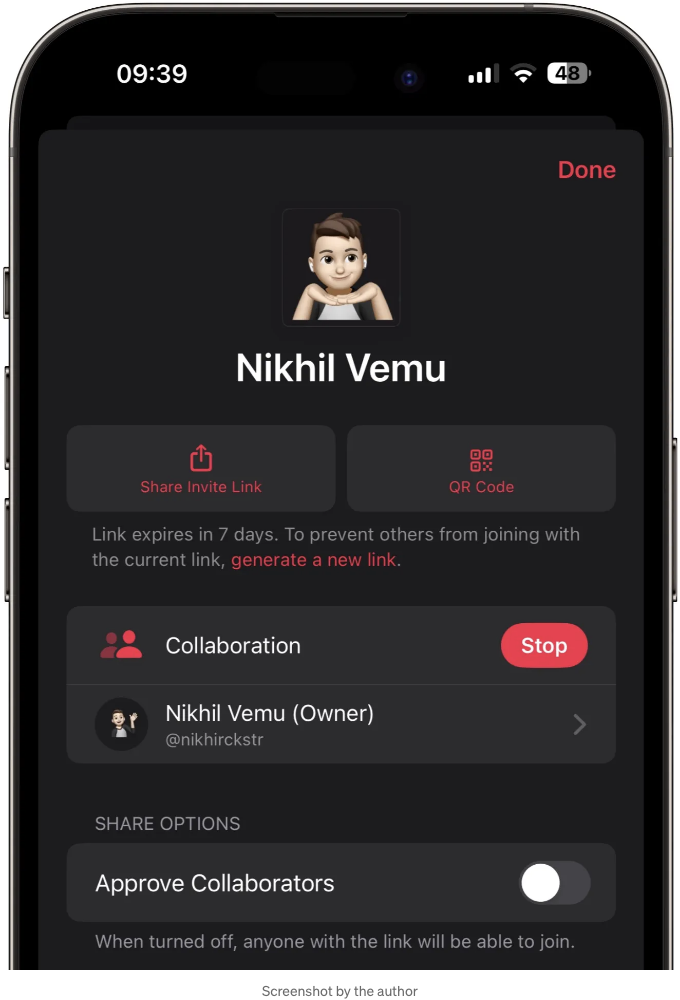 09:39
48
Done
Nikhil Vemu
Share Invite Link
QR Code
Link expires in 7 days. To prevent others from joining with
the current link, generate a new link.
Collaboration
Stop
Nikhil Vemu (Owner)
@nikhirckstr
SHARE OPTIONS
Approve Collaborators
When turned off, anyone with the link will be able to join.
Screenshot by the author